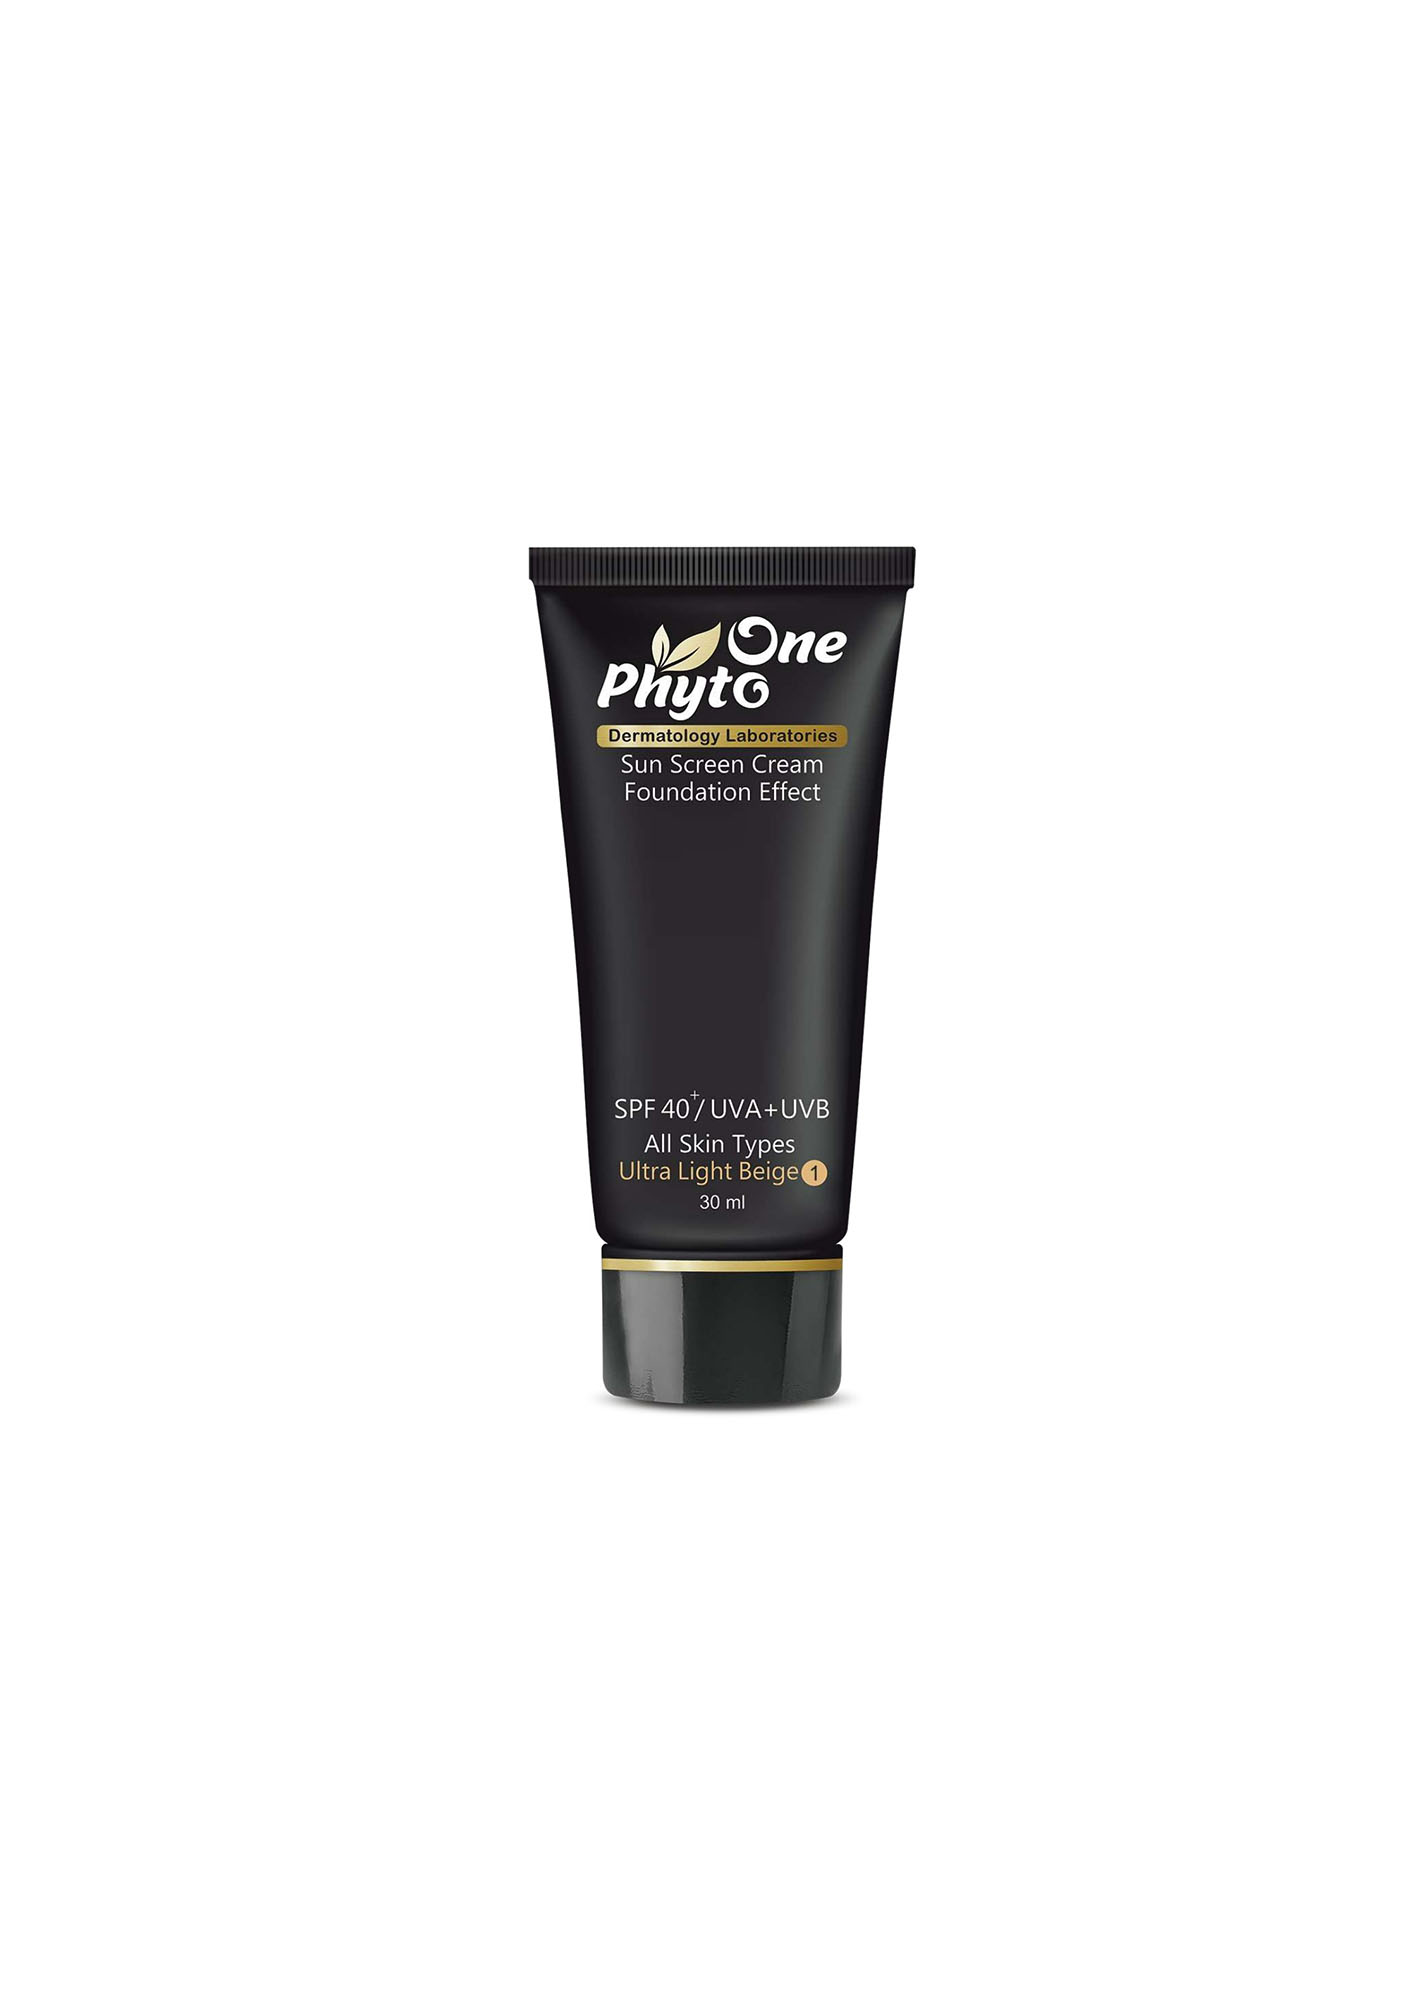 One
Phyto
Dermatology Laboratories
Sun Screen Cream
Foundation Effect
SPF 40+/ UVA+UVB
All Skin Types
Ultra Light Beige 1
30 ml